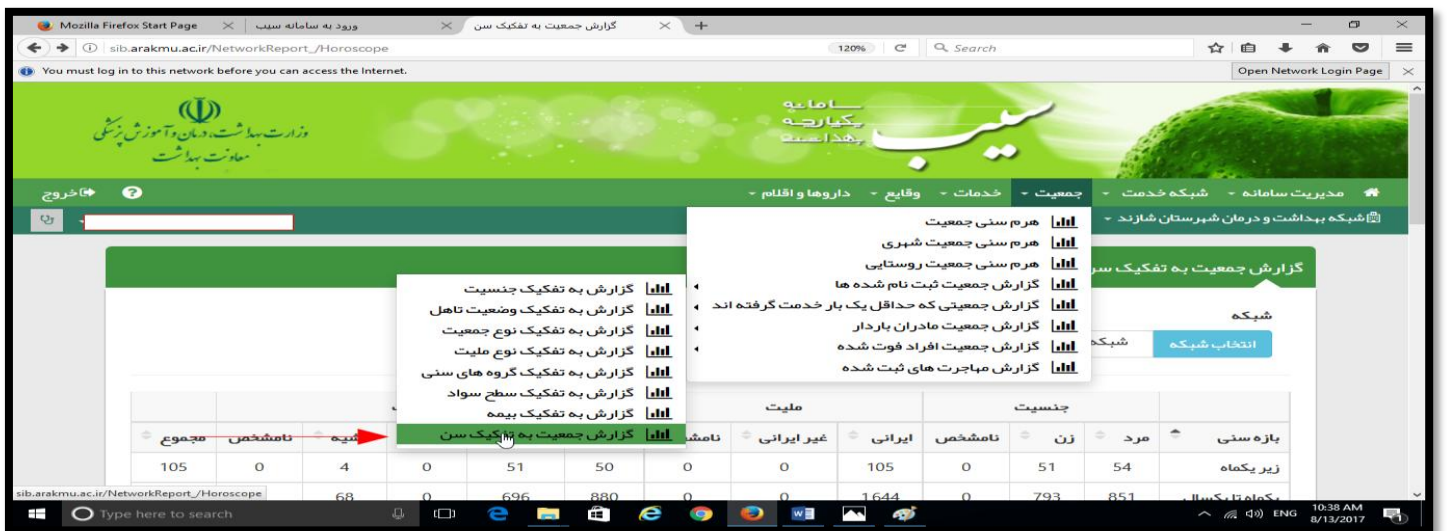 Mozilla Firefox Start Page
ورود به سامانه سیب
گزارش جمعیت به تفکیک سن
sib.arakmu.ac.ir/NetworkReport_/Horoscope
120%
Search
You must log in to this network before you can access the Internet.
Open Network Login Page
وزارت بهداشت، درمان و آموزش پزشکی
معاونت بهداشت
سامانه
یکپارچه
بهداشت
سیب
مدیریت سامانه
شبکه خدمت
جمعیت
خدمات
وقایع
داروها و اقلام
خروج
شبکه بهداشت و درمان شهرستان شازند
هرم سنی جمعیت
هرم سنی جمعیت شهری
هرم سنی جمعیت روستایی
گزارش جمعیت ثبت نام شده ها
گزارش جمعیتی که حداقل یک بار خدمت گرفته اند
گزارش جمعیت مادران باردار
گزارش جمعیت افراد فوت شده
گزارش مهاجرت های ثبت شده
گزارش به تفکیک جنسیت
گزارش به تفکیک وضعیت تاهل
گزارش به تفکیک نوع جمعیت
گزارش به تفکیک نوع ملیت
گزارش به تفکیک گروه های سنی
گزارش به تفکیک سطح سواد
گزارش به تفکیک بیمه
گزارش جمعیت به تفکیک سن
گزارش جمعیت به تفکیک سن
شبکه
انتخاب شبکه
شبکه
جنسیت
ملیت
بازه سنی
مرد
زن
نامشخص
ایرانی
غیر ایرانی
نامشخص
مجموع
زیر یکماه
54
51
0
105
0
0
50
51
0
4
0
105
یکماه تا یکسال
851
793
0
1644
0
0
880
696
0
68
sib.arakmu.ac.ir/NetworkReport_/Horoscope
Type here to search
ENG
10:38 AM
8/13/2017